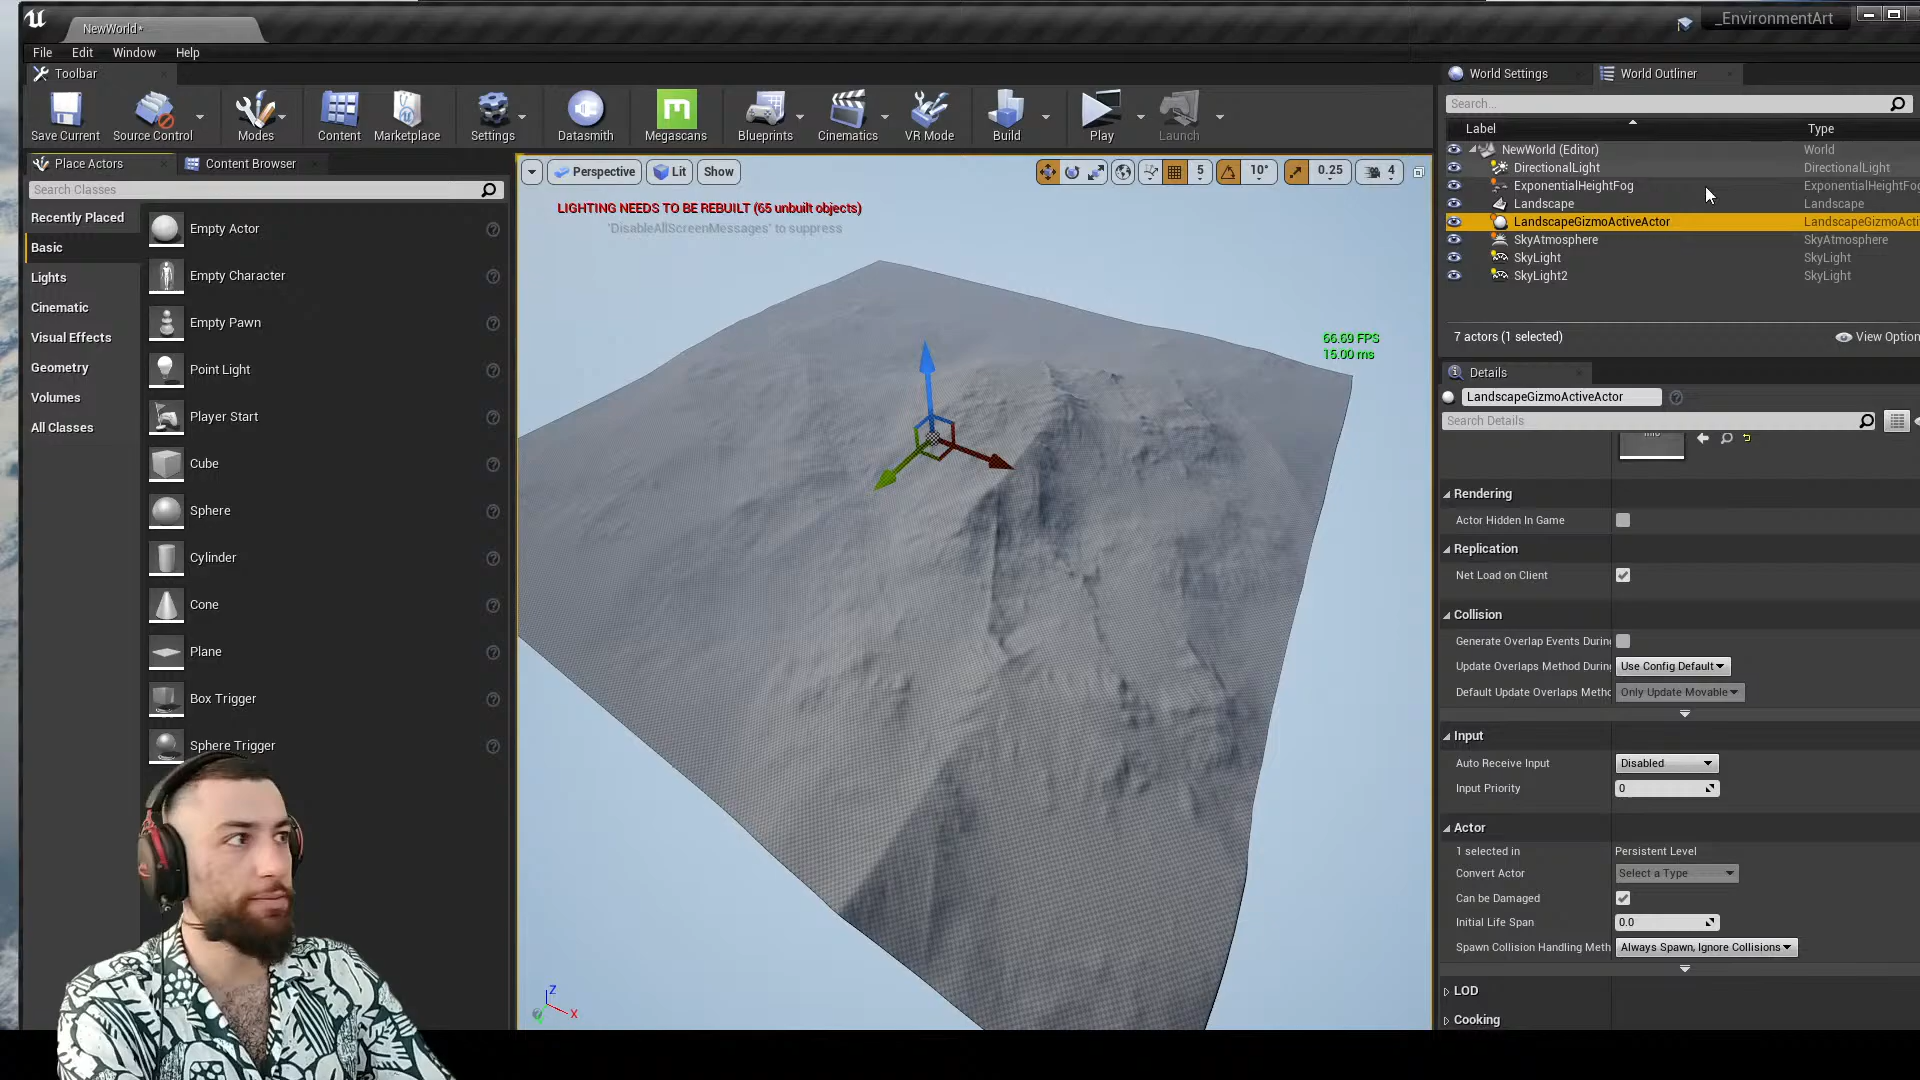 NewWorld*
_EnvironmentArt
File Edit Window Help
Toolbar
World Settings
World Outliner
Save Current
Source Control
Modes
Content
Marketplace
Settings
Datasmith
Megascans
Blueprints
Cinematics
VR Mode
Build
Play
Launch
Search...
Label
Type
NewWorld (Editor) World
DirectionalLight DirectionalLight
ExponentialHeightFog ExponentialHeightFo
Landscape Landscape
LandscapeGizmoActiveActor LandscapeGizmoActi
SkyAtmosphere SkyAtmosphere
SkyLight SkyLight
SkyLight2 SkyLight
7 actors (1 selected)
View Option
Place Actors
Content Browser
Search Classes
Recently Placed
Basic
Lights
Cinematic
Visual Effects
Geometry
Volumes
All Classes
Empty Actor
Empty Character
Empty Pawn
Point Light
Player Start
Cube
Sphere
Cylinder
Cone
Plane
Box Trigger
Sphere Trigger
Perspective
Lit
Show
5
10°
0.25
4
LIGHTING NEEDS TO BE REBUILT (65 unbuilt objects)
'DisableAllScreenMessages' to suppress
66.69 FPS
15.00 ms
Z
X
Details
LandscapeGizmoActiveActor
Search Details
Rendering
Actor Hidden In Game
Replication
Net Load on Client
Collision
Generate Overlap Events Durin
Update Overlaps Method Durin Use Config Default
Default Update Overlaps Metho Only Update Movable
Input
Auto Receive Input Disabled
Input Priority 0
Actor
1 selected in Persistent Level
Convert Actor Select a Type
Can be Damaged
Initial Life Span 0.0
Spawn Collision Handling Meth Always Spawn, Ignore Collisions
LOD
Cooking